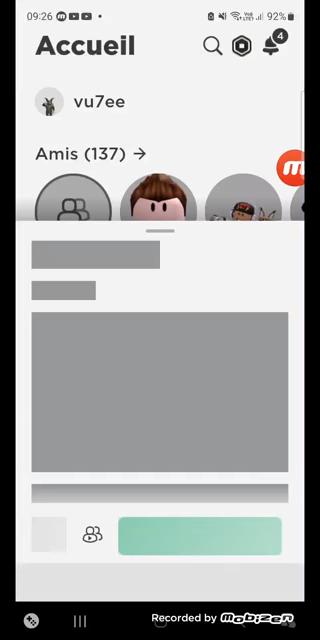 09:26 92%
Accueil
4
vu7ee
Amis (137) →
Recorded by mobizen